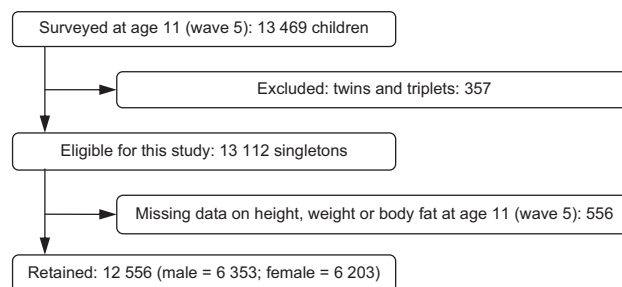 Surveyed at age 11 (wave 5): 13 469 children
Excluded: twins and triplets: 357
Eligible for this study: 13 112 singletons
Missing data on height, weight or body fat at age 11 (wave 5): 556
Retained: 12 556 (male = 6 353; female = 6 203)